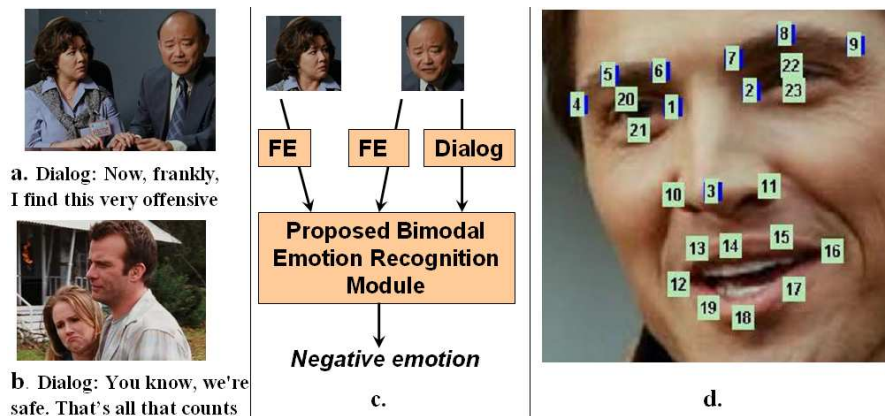 a. Dialog: Now, frankly,
I find this very offensive
b. Dialog: You know, we're
safe. That's all that counts
FE
FE
Dialog
Proposed Bimodal
Emotion Recognition
Module
Negative emotion
c.
8
9
7
5
6
22
4
20
1
2
23
21
10
3
11
13
14
15
16
12
19
18
17
d.